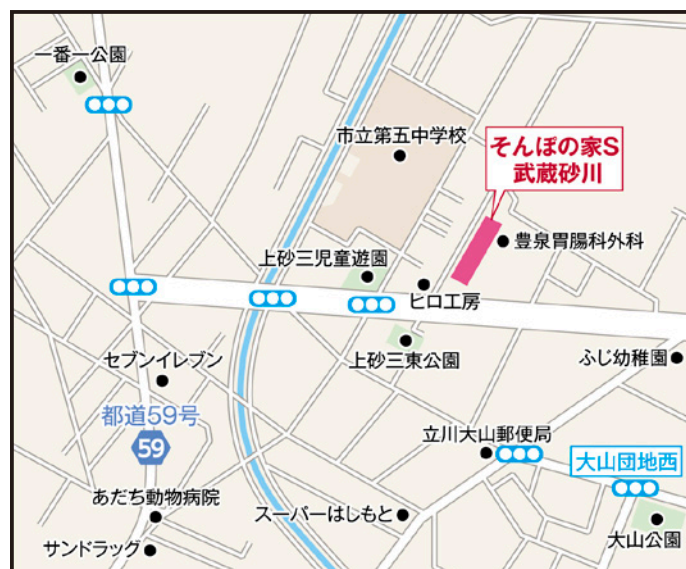 一番一公園
市立第五中学校
そんぽの家S
武蔵砂川
豊泉胃腸科外科
上砂三児童遊園
ヒロ工房
上砂三東公園
ふじ幼稚園
セブンイレブン
都道59号
59
立川大山郵便局
大山団地西
あだち動物病院
スーパーはしもと
大山公園
サンドラッグ